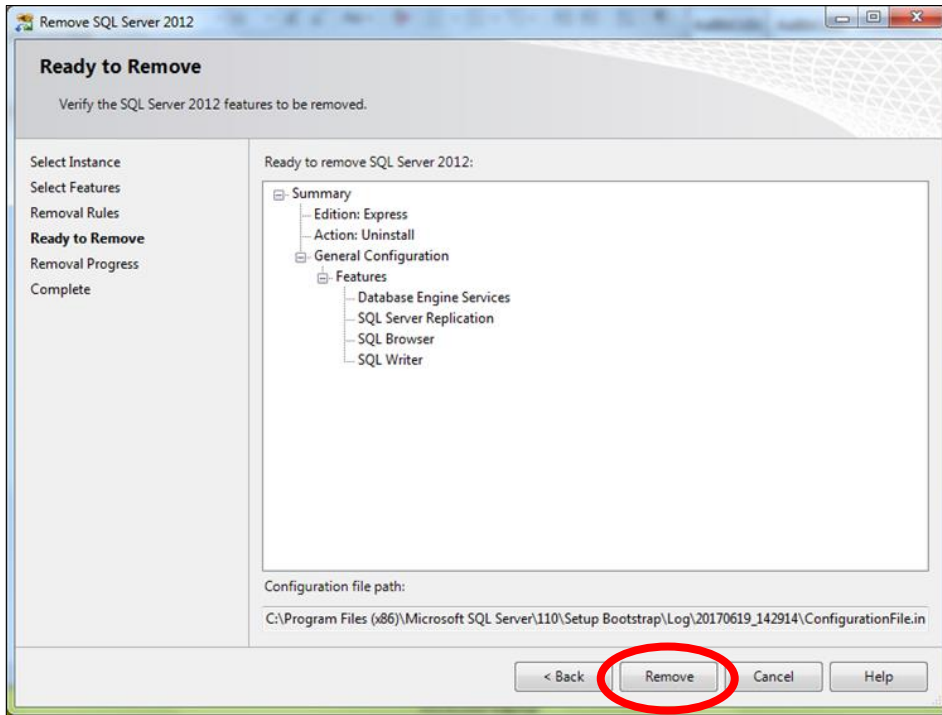 Remove SQL Server 2012
Ready to Remove
Verify the SQL Server 2012 features to be removed.
Select Instance
Select Features
Removal Rules
Ready to Remove
Removal Progress
Complete
Ready to remove SQL Server 2012:
Summary
Edition: Express
Action: Uninstall
General Configuration
Features
Database Engine Services
SQL Server Replication
SQL Browser
SQL Writer
Configuration file path:
C:\Program Files (x86)\Microsoft SQL Server\110\Setup Bootstrap\Log\20170619_142914\ConfigurationFile.in
< Back
Remove
Cancel
Help